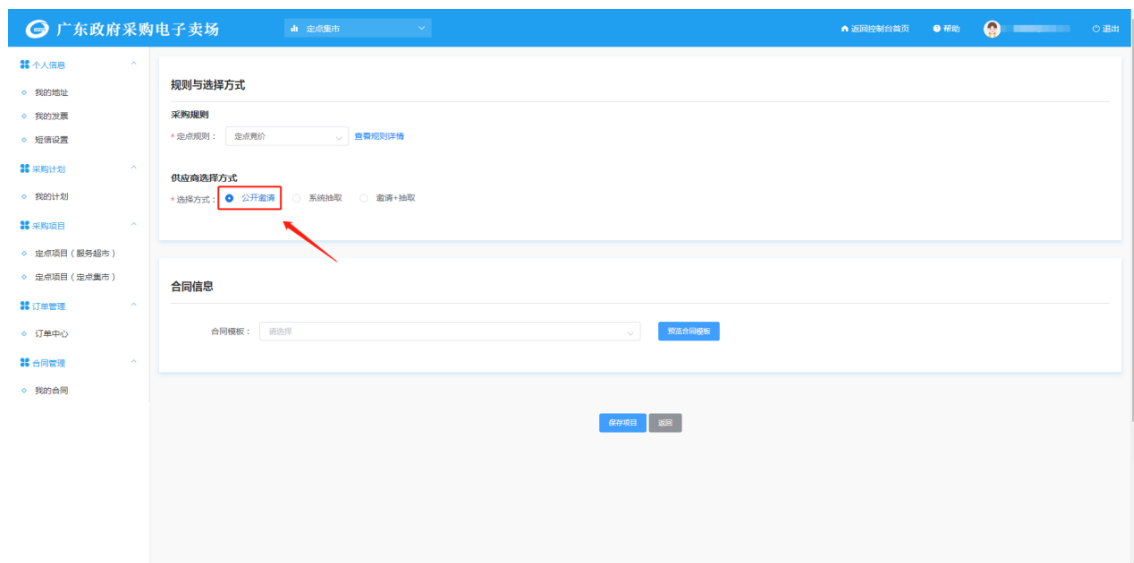 广东政府采购电子卖场
定点集市
返回控制台首页
帮助
退出
个人信息
我的地址
我的发票
短信设置
采购计划
我的计划
采购项目
定点项目（服务超市）
定点项目（定点集市）
订单管理
订单中心
合同管理
我的合同
规则与选择方式
采购规则
* 定点规则： 定点竞价 查看规则详情
供应商选择方式
* 选择方式： 公开邀请 系统抽取 邀请+抽取
合同信息
合同模板： 请选择 预览合同模板
保存项目 返回